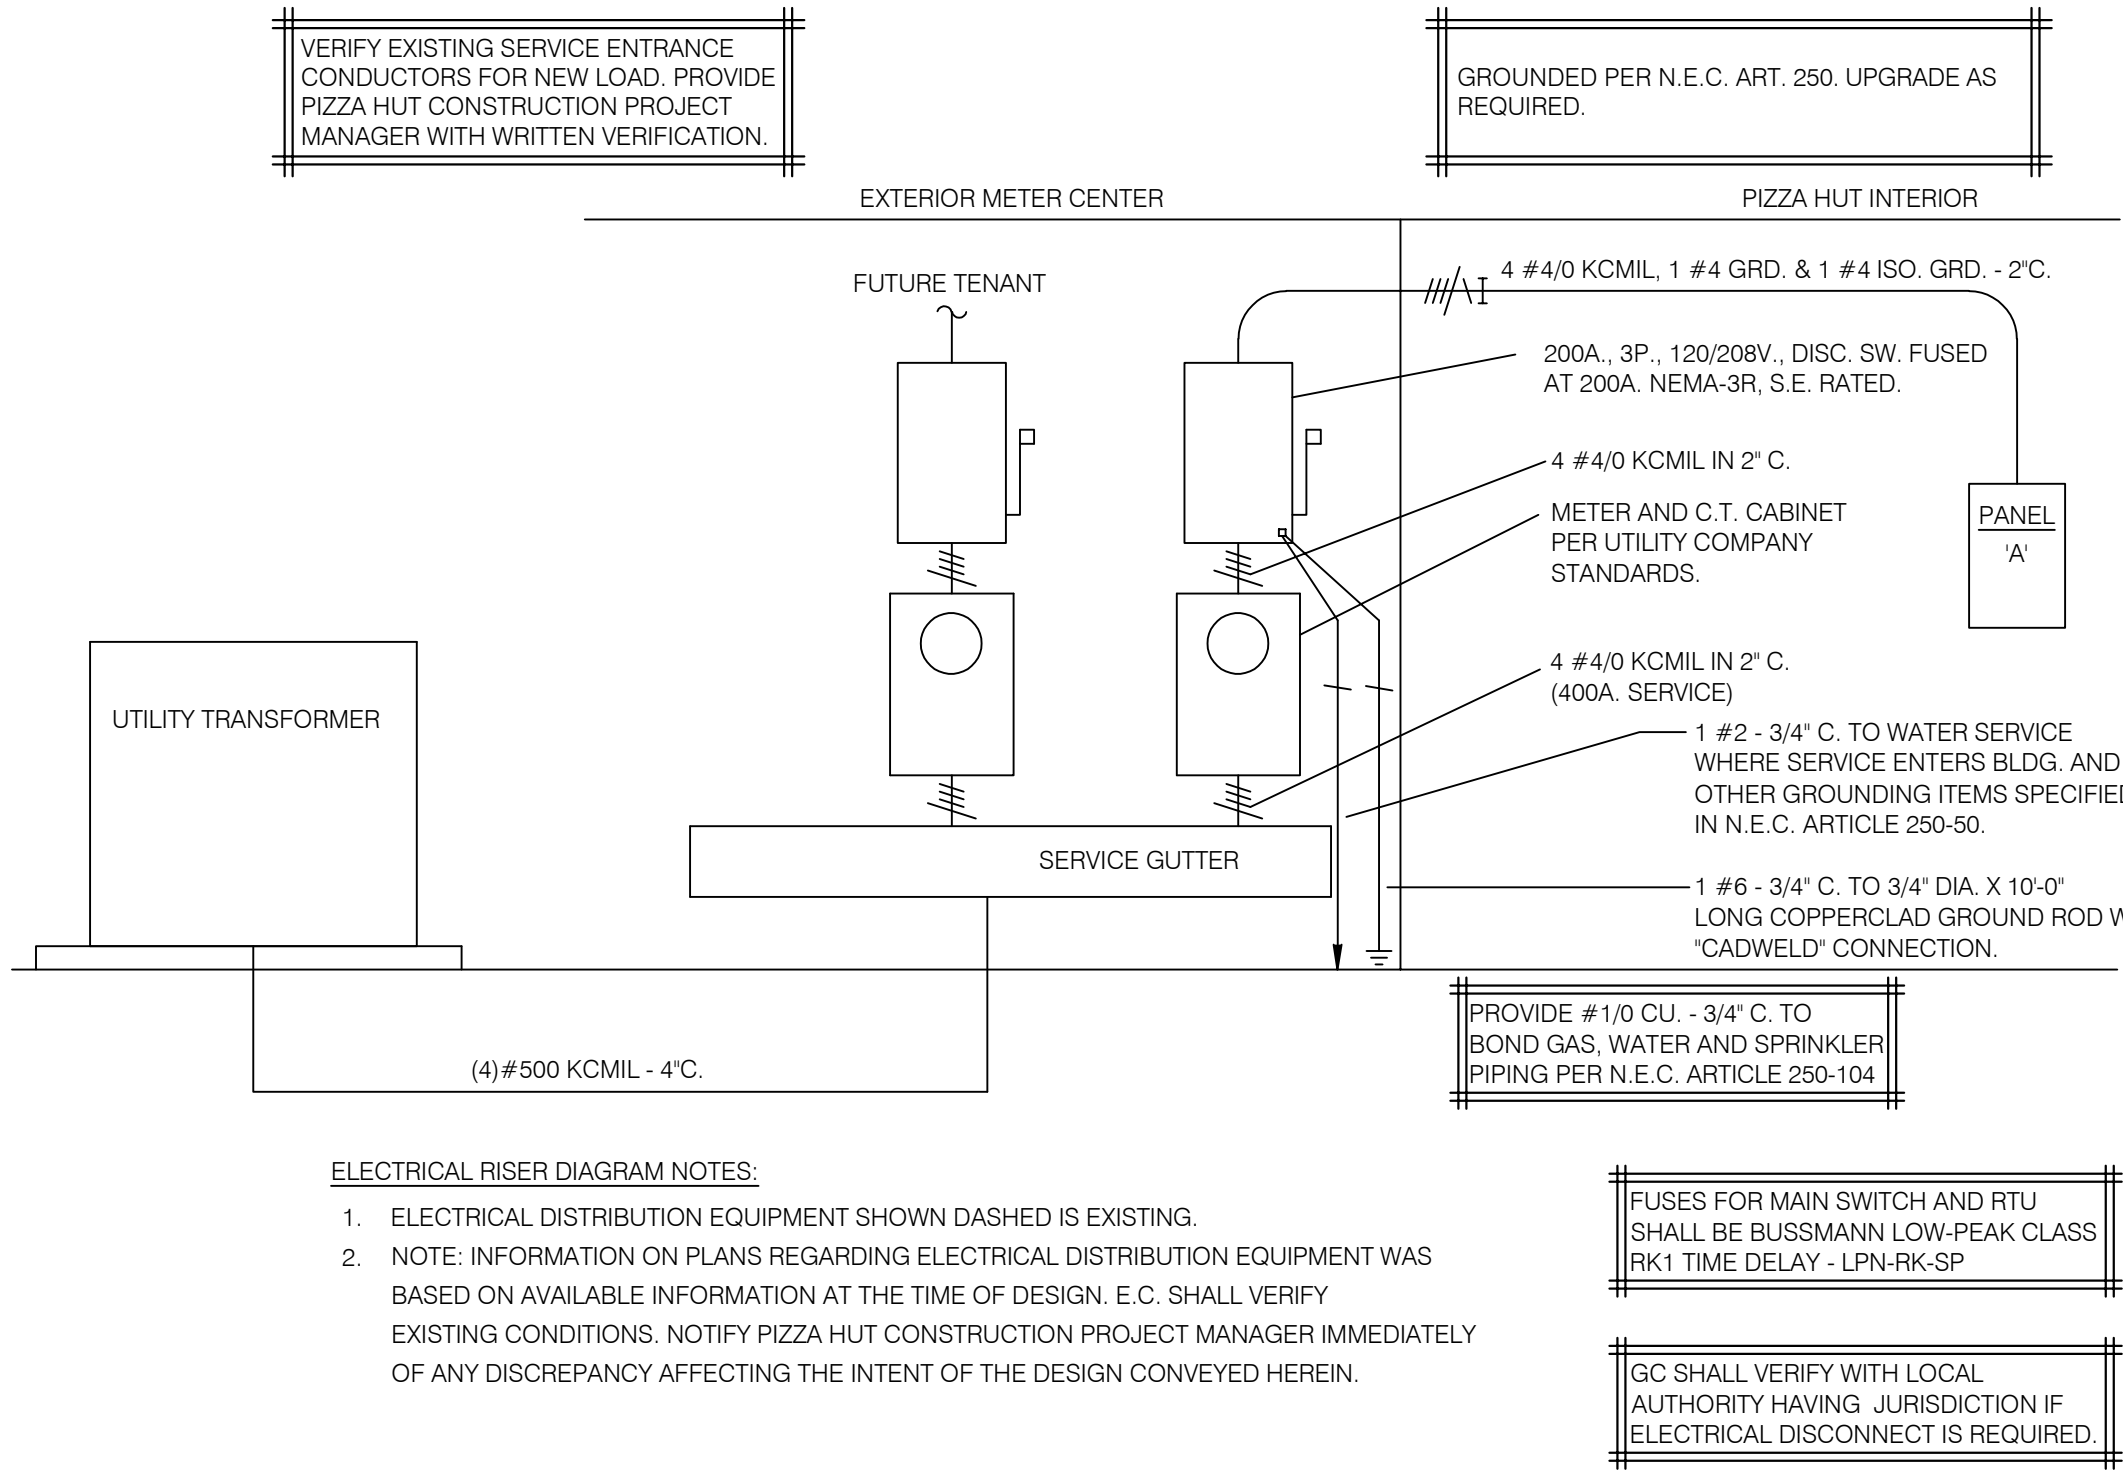 VERIFY EXISTING SERVICE ENTRANCE
CONDUCTORS FOR NEW LOAD. PROVIDE
PIZZA HUT CONSTRUCTION PROJECT
MANAGER WITH WRITTEN VERIFICATION.
GROUNDED PER N.E.C. ART. 250. UPGRADE AS
REQUIRED.
EXTERIOR METER CENTER
PIZZA HUT INTERIOR
FUTURE TENANT
4 #4/0 KCMIL, 1 #4 GRD. & 1 #4 ISO. GRD. - 2"C.
200A., 3P., 120/208V., DISC. SW. FUSED
AT 200A. NEMA-3R, S.E. RATED.
4 #4/0 KCMIL IN 2" C.
METER AND C.T. CABINET
PER UTILITY COMPANY
STANDARDS.
PANEL
'A'
4 #4/0 KCMIL IN 2" C.
(400A. SERVICE)
UTILITY TRANSFORMER
1 #2 - 3/4" C. TO WATER SERVICE
WHERE SERVICE ENTERS BLDG. AND
OTHER GROUNDING ITEMS SPECIFIED
IN N.E.C. ARTICLE 250-50.
SERVICE GUTTER
1 #6 - 3/4" C. TO 3/4" DIA. X 10'-0"
LONG COPPERCLAD GROUND ROD
"CADWELD" CONNECTION.
PROVIDE #1/0 CU. - 3/4" C. TO
BOND GAS, WATER AND SPRINKLER
PIPING PER N.E.C. ARTICLE 250-104
(4)#500 KCMIL - 4"C.
ELECTRICAL RISER DIAGRAM NOTES:
1. ELECTRICAL DISTRIBUTION EQUIPMENT SHOWN DASHED IS EXISTING.
2. NOTE: INFORMATION ON PLANS REGARDING ELECTRICAL DISTRIBUTION EQUIPMENT WAS
BASED ON AVAILABLE INFORMATION AT THE TIME OF DESIGN. E.C. SHALL VERIFY
EXISTING CONDITIONS. NOTIFY PIZZA HUT CONSTRUCTION PROJECT MANAGER IMMEDIATELY
OF ANY DISCREPANCY AFFECTING THE INTENT OF THE DESIGN CONVEYED HEREIN.
FUSES FOR MAIN SWITCH AND RTU
SHALL BE BUSSMANN LOW-PEAK CLASS
RK1 TIME DELAY - LPN-RK-SP
GC SHALL VERIFY WITH LOCAL
AUTHORITY HAVING JURISDICTION IF
ELECTRICAL DISCONNECT IS REQUIRED.